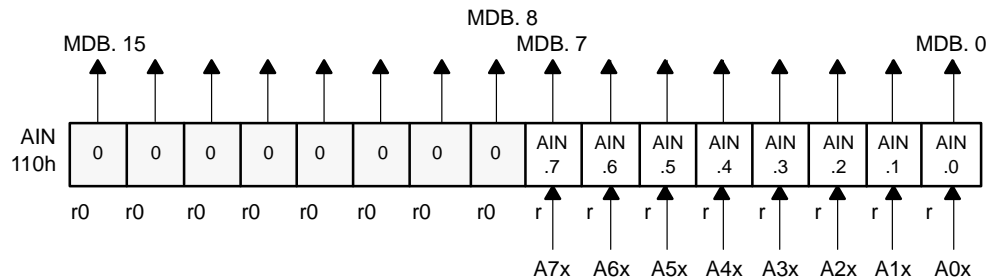 MDB. 8
MDB. 15 MDB. 7 MDB. 0
AIN 110h
0 0 0 0 0 0 0 0 AIN .7 AIN .6 AIN .5 AIN .4 AIN .3 AIN .2 AIN .1 AIN .0
r0 r0 r0 r0 r0 r0 r0 r0 r r r r r r r r
A7x A6x A5x A4x A3x A2x A1x A0x